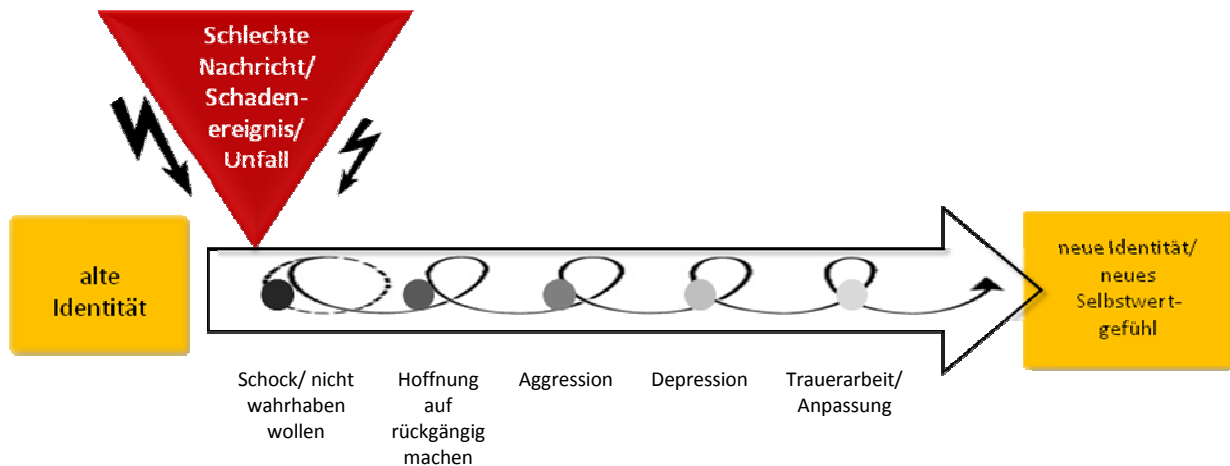 Schlechte
Nachricht/
Schaden-
ereignis/
Unfall
alte
Identität
neue Identität/
neues
Selbstwert-
gefühl
Schock/ nicht
wahrhaben
wollen
Hoffnung
auf
rückgängig
machen
Aggression
Depression
Trauerarbeit/
Anpassung